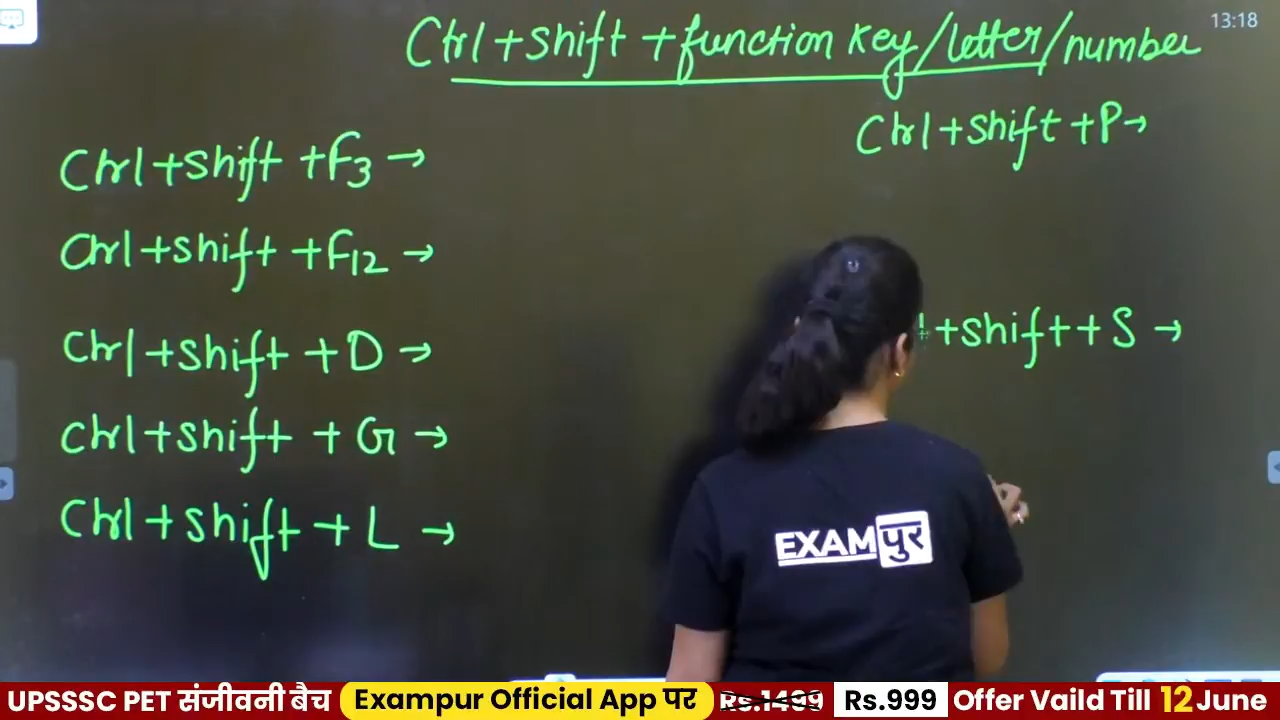 13:18
Ctrl+Shift+function key/letter/number
Ctrl+Shift+P→
Ctrl+Shift+F3→
Ctrl+Shift+F12→
+Shift+S→
Ctrl+Shift+D→
Ctrl+Shift+G→
Ctrl+Shift+L→
EXAMपुर
UPSSSC PET संजीवनी बैच Exampur Official App पर Rs.1499 Rs.999 Offer Vaild Till 12 June